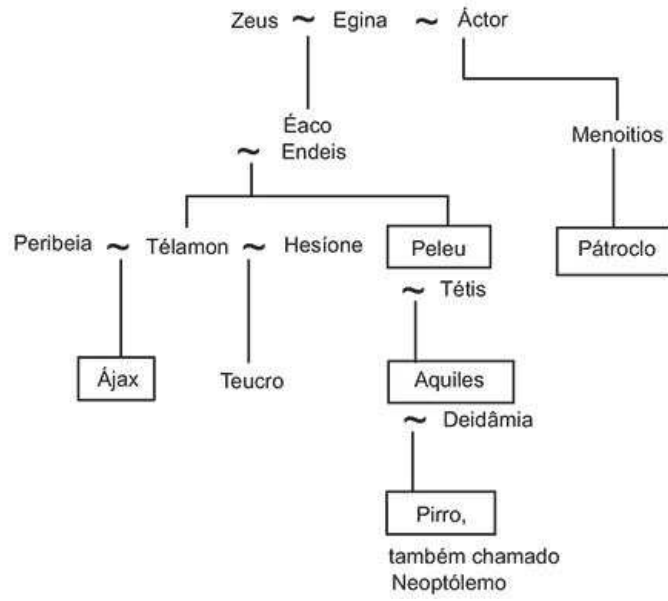 Zeus ~ Egina ~ Áctor
Éaco
~ Endeis
Menoitios
Peribeia ~ Télamon ~ Hesíone
Peleu
Pátroclo
~ Tétis
Ájax
Teucro
Aquiles
~ Deidâmia
Pirro,
também chamado
Neoptólemo